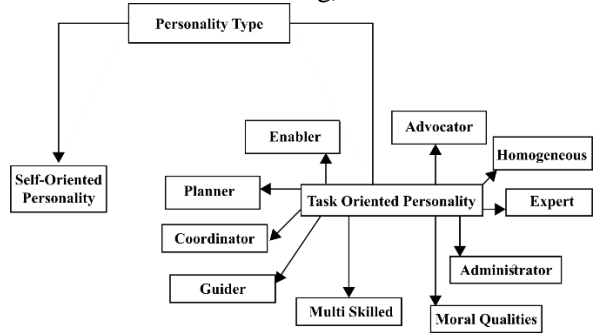 Personality Type
Advocator
Enabler
Homogeneous
Self-Oriented
Personality
Planner
Task Oriented Personality
Expert
Coordinator
Administrator
Guider
Multi Skilled
Moral Qualities